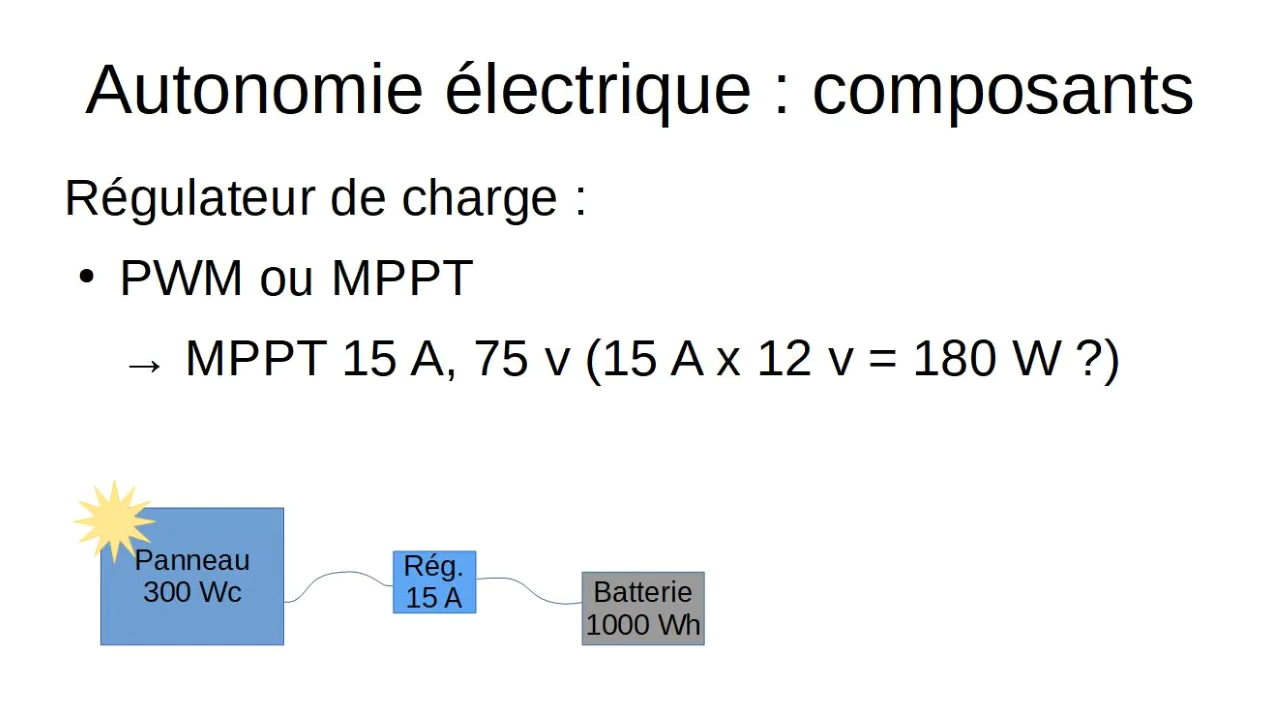 Autonomie électrique : composants
Régulateur de charge :
• PWM ou MPPT
→ MPPT 15 A, 75 v (15 A x 12 v = 180 W ?)
Panneau
300 Wc
Rég.
15 A
Batterie
1000 Wh